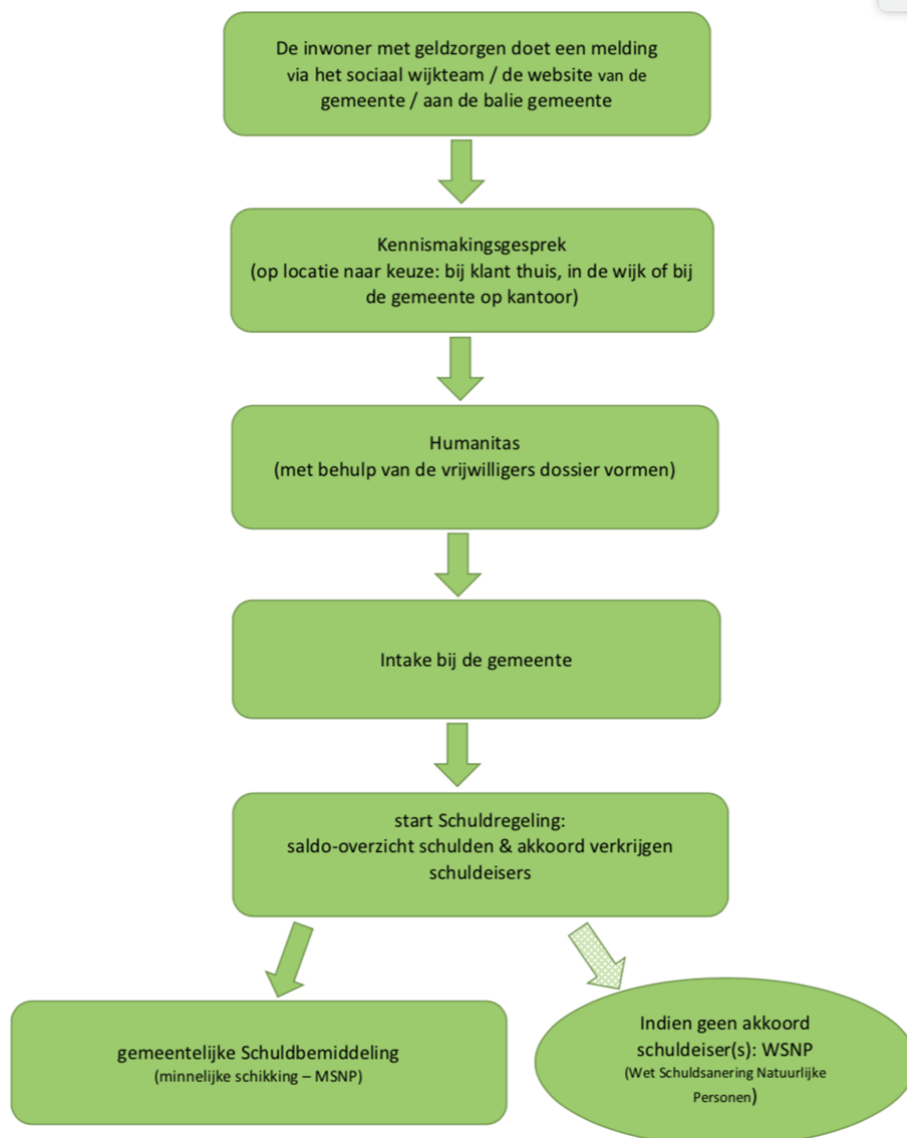 De inwoner met geldzorgen doet een melding
via het sociaal wijkteam / de website van de
gemeente / aan de balie gemeente
Kennismakingsgesprek
(op locatie naar keuze: bij klant thuis, in de wijk of bij
de gemeente op kantoor)
Humanitas
(met behulp van de vrijwilligers dossier vormen)
Intake bij de gemeente
start Schuldregeling:
saldo-overzicht schulden & akkoord verkrijgen
schuldeisers
gemeentelijke Schuldbemiddeling
(minnelijke schikking – MSNP)
Indien geen akkoord
schuldeiser(s): WSNP
(Wet Schuldsanering Natuurlijke
Personen)